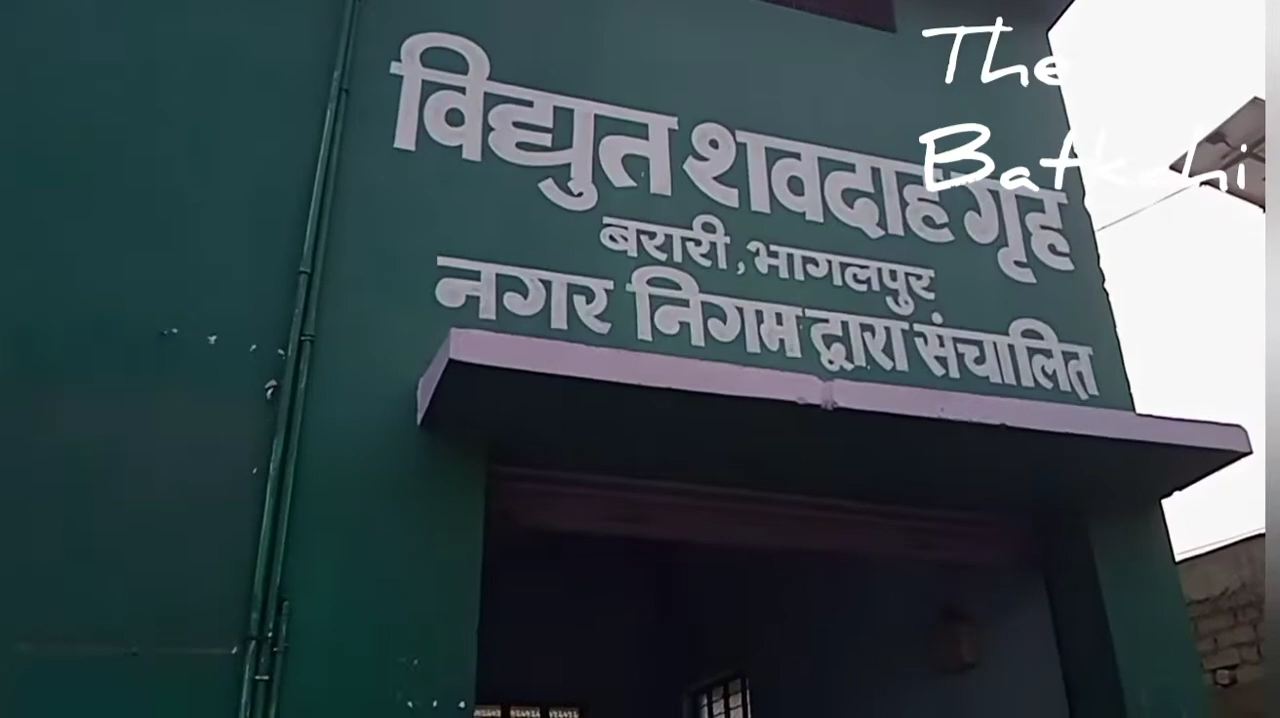 The
Batkahi
विद्युत शवदाह गृह
बरारी, भागलपुर
नगर निगम द्वारा संचालित